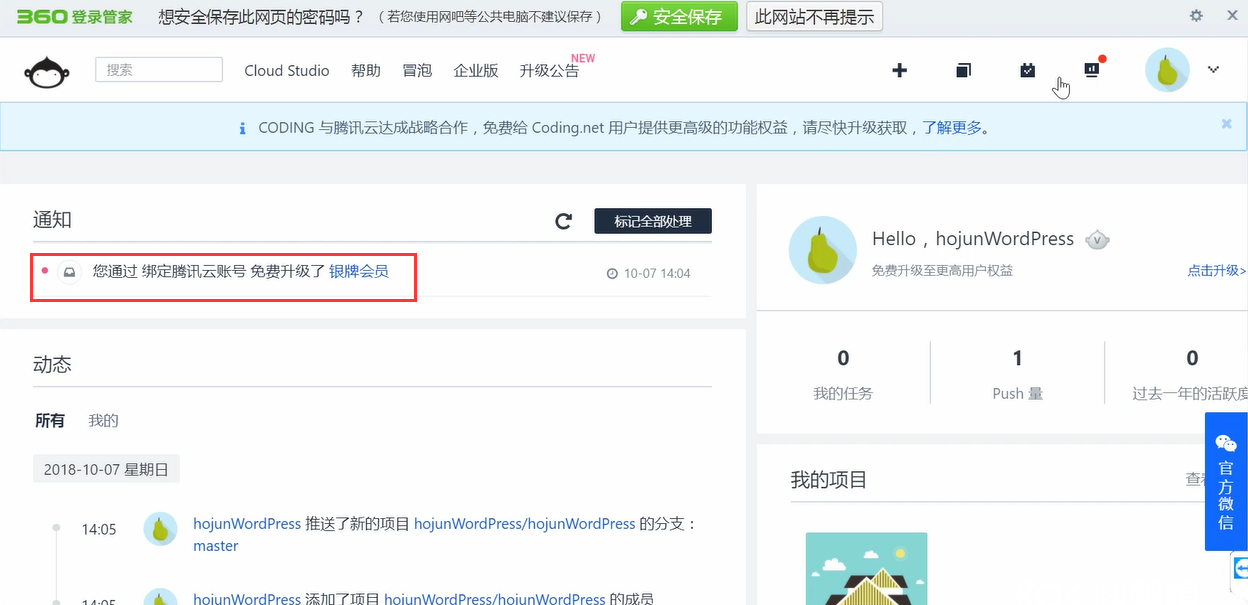 360登录管家 想安全保存此网页的密码吗？（若您使用网吧等公共电脑不建议保存） 安全保存 此网站不再提示
搜索 Cloud Studio 帮助 冒泡 企业版 升级公告 NEW
CODING 与腾讯云达成战略合作，免费给 Coding.net 用户提供更高级的功能权益，请尽快升级获取，了解更多。
通知 标记全部处理
您通过 绑定腾讯云账号 免费升级了 银牌会员 10-07 14:04
Hello，hojunWordPress V
免费升级至更高用户权益 点击升级>
0 1 0
我的任务 Push 量 过去一年的活跃度
动态
所有 我的
2018-10-07 星期日
14:05 hojunWordPress 推送了新的项目 hojunWordPress/hojunWordPress 的分支：
master
14:05 hojunWordPress 添加了项目 hojunWordPress/hojunWordPress 的成员
我的项目
官方微信